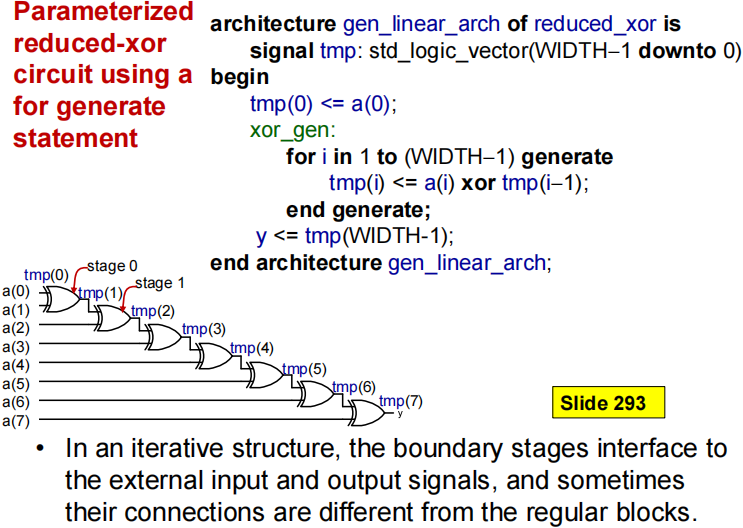 Parameterized
reduced-xor
circuit using a
for generate
statement
architecture gen_linear_arch of reduced_xor is
signal tmp: std_logic_vector(WIDTH−1 downto 0)
begin
tmp(0) <= a(0);
xor_gen:
for i in 1 to (WIDTH−1) generate
tmp(i) <= a(i) xor tmp(i−1);
end generate;
y <= tmp(WIDTH-1);
end architecture gen_linear_arch;
tmp(0)
stage 0
stage 1
a(0)
tmp(1)
a(1)
tmp(2)
a(2)
tmp(3)
a(3)
tmp(4)
a(4)
tmp(5)
a(5)
tmp(6)
a(6)
tmp(7)
a(7)
y
Slide 293
• In an iterative structure, the boundary stages interface to
the external input and output signals, and sometimes
their connections are different from the regular blocks.